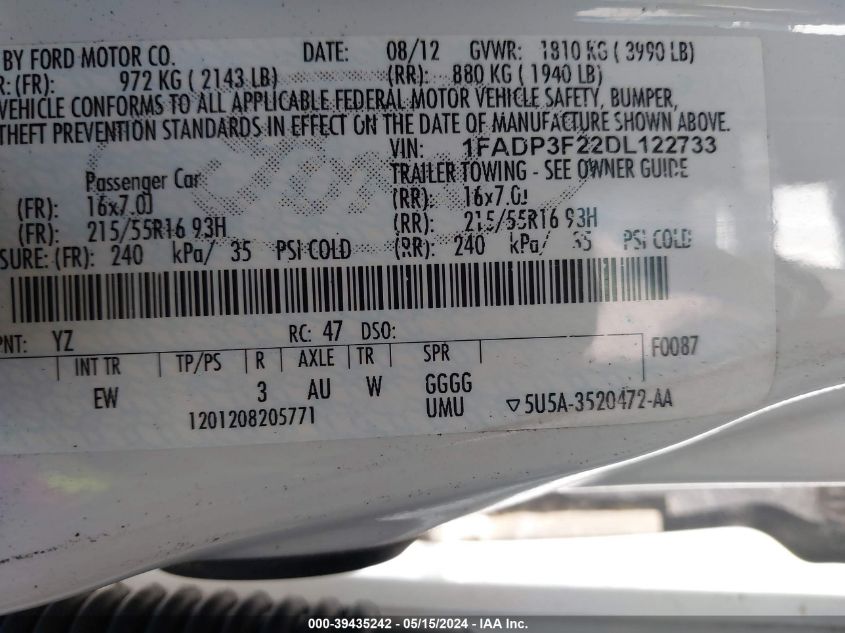 BY FORD MOTOR CO. DATE: 08/12 GVWR: 1810 KG ( 3990 LB)
R:(FR): 972 KG ( 2143 LB) (RR): 880 KG ( 1940 LB)
VEHICLE CONFORMS TO ALL APPLICABLE FEDERAL MOTOR VEHICLE SAFETY, BUMPER,
THEFT PREVENTION STANDARDS IN EFFECT ON THE DATE OF MANUFACTURE SHOWN ABOVE.
VIN: 1FADP3F22DL122733
Passenger Car TRAILER TOWING - SEE OWNER GUIDE
(FR): 16x7.0J (RR): 16x7.0J
(FR): 215/55R16 93H (RR): 215/55R16 93H
SURE: (FR): 240 kPa/ 35 PSI COLD (RR): 240 kPa/ 35 PSI COLD
PNT: YZ RC: 47 DSO:
INT TR TP/PS R AXLE TR SPR F0087
EW 3 AU W GGGG
1201208205771 UMU ▽5U5A-3520472-AA
000-39435242 - 05/15/2024 - IAA Inc.